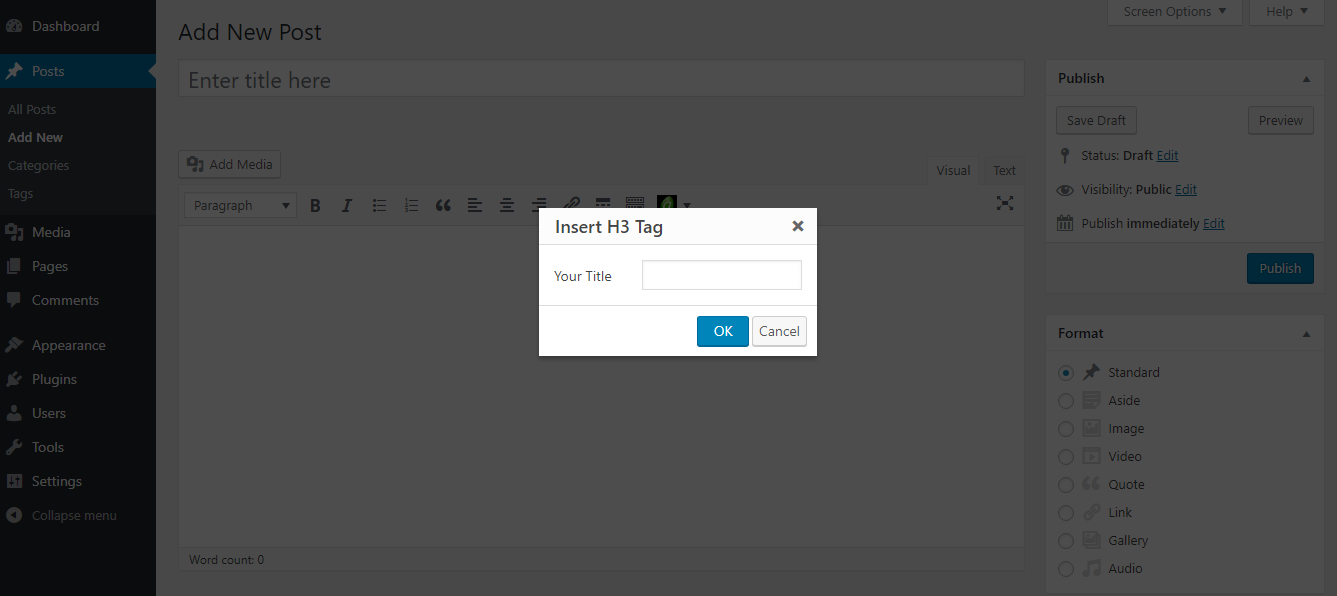 Dashboard
Posts
All Posts
Add New
Categories
Tags
Media
Pages
Comments
Appearance
Plugins
Users
Tools
Settings
Collapse menu
Screen Options
Help
Add New Post
Enter title here
Add Media
Visual
Text
Paragraph
B
I
Insert H3 Tag
Your Title
OK
Cancel
Word count: 0
Publish
Save Draft
Preview
Status: Draft Edit
Visibility: Public Edit
Publish immediately Edit
Publish
Format
Standard
Aside
Image
Video
Quote
Link
Gallery
Audio